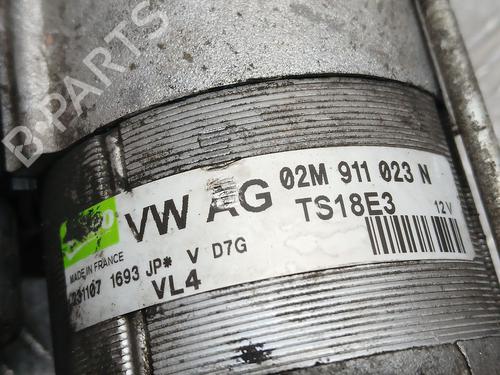 B-PARTS
VW AG 02M 911 023 N
TS18E3 12V
MADE IN FRANCE
1693 JP* V D7G
VL4